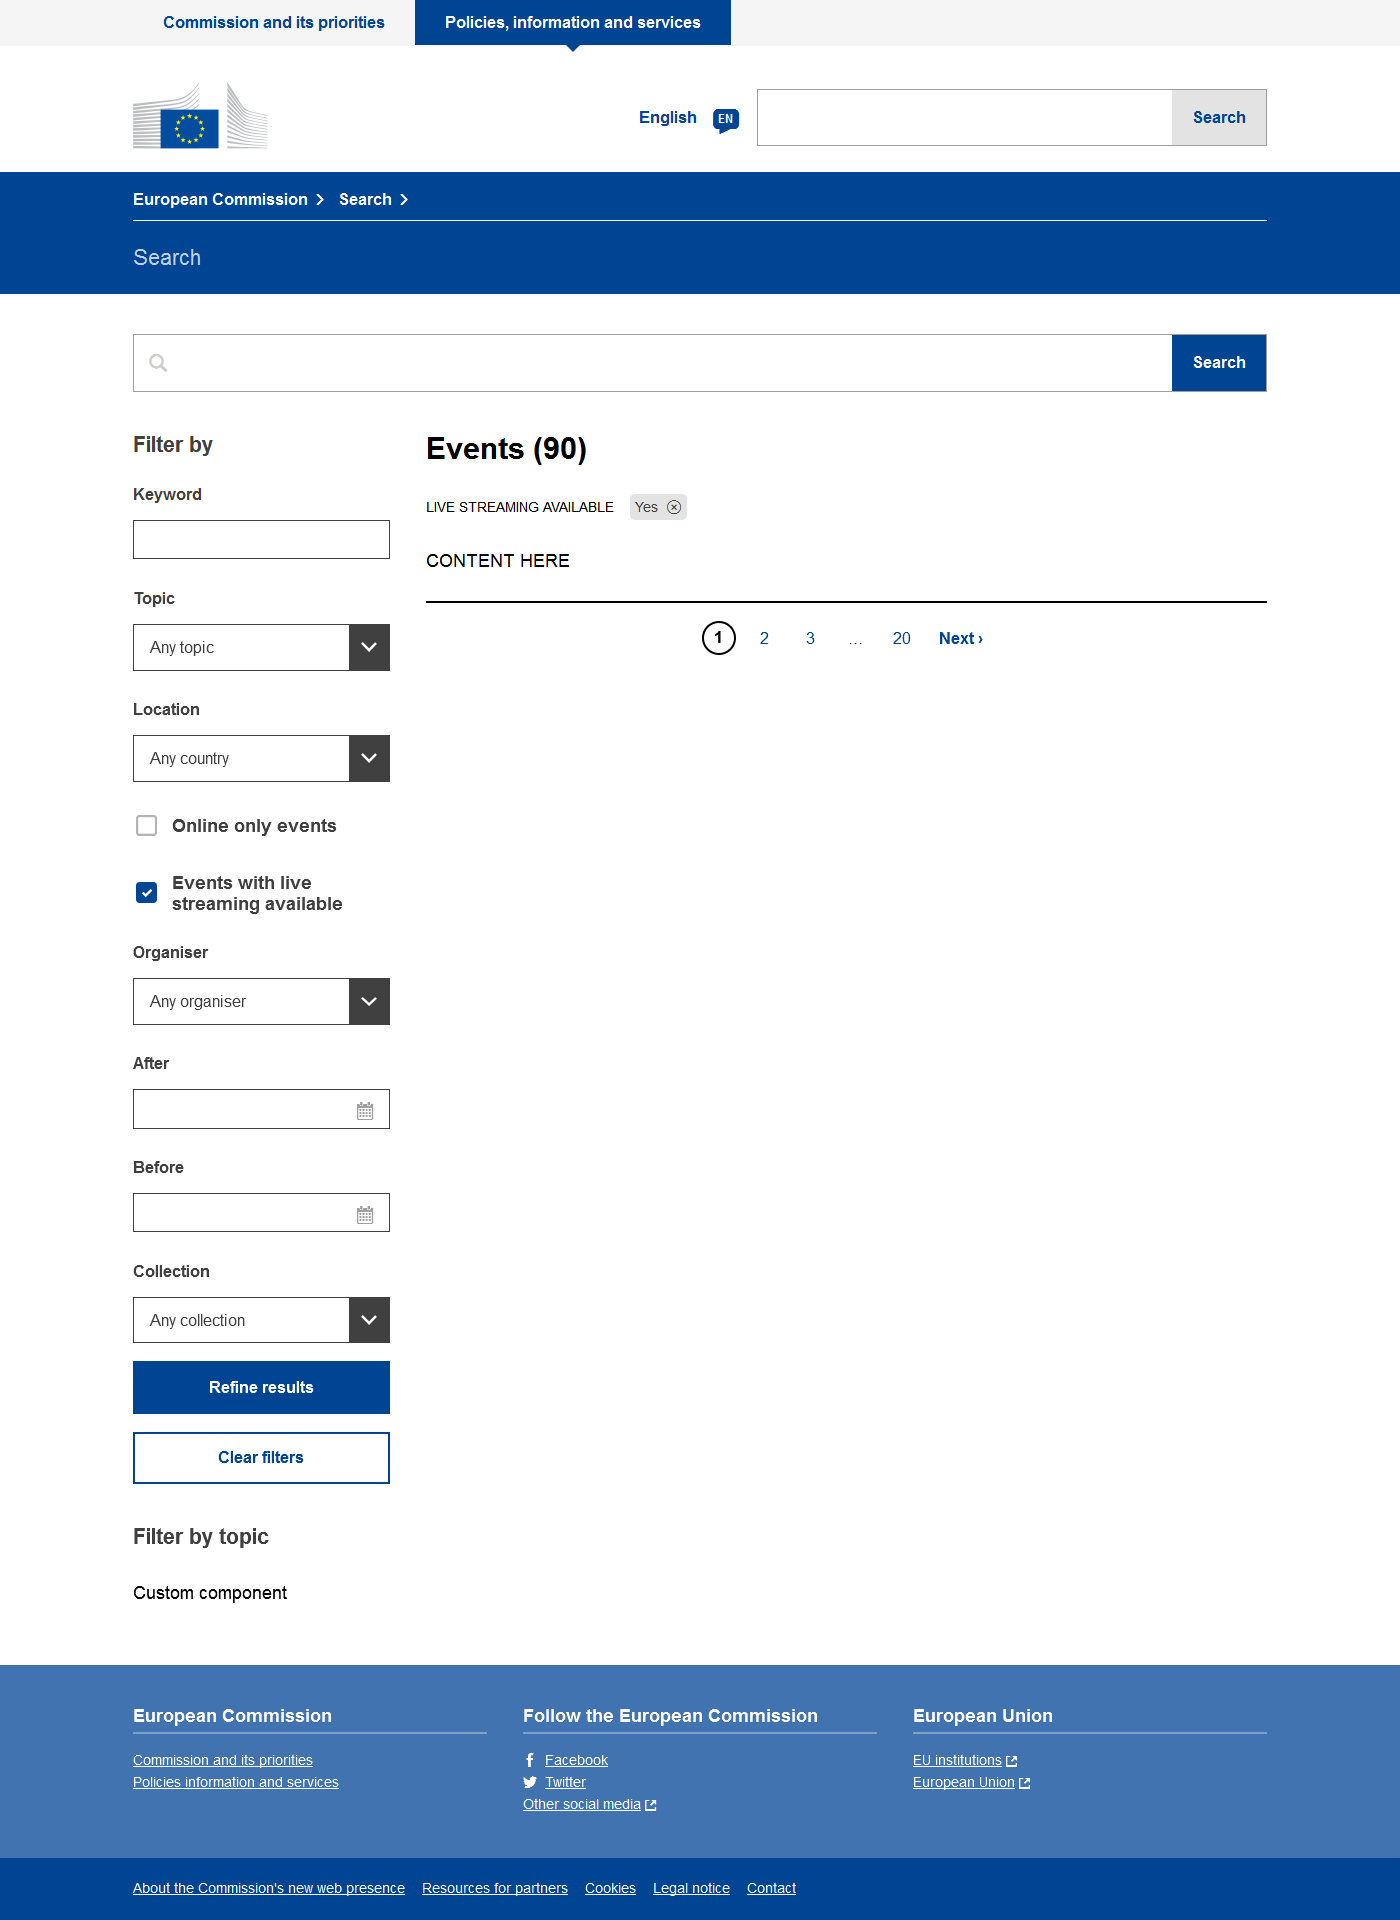 Commission and its priorities
Policies, information and services
English EN
Search
European Commission
Search
Search
Search
Filter by
Keyword
Topic
Any topic
Location
Any country
Online only events
Events with live
streaming available
Organiser
Any organiser
After
Before
Collection
Any collection
Refine results
Clear filters
Filter by topic
Custom component
Events (90)
LIVE STREAMING AVAILABLE Yes
CONTENT HERE
1 2 3 ... 20 Next ›
European Commission
Commission and its priorities
Policies information and services
Follow the European Commission
Facebook
Twitter
Other social media
European Union
EU institutions
European Union
About the Commission's new web presence Resources for partners Cookies Legal notice Contact